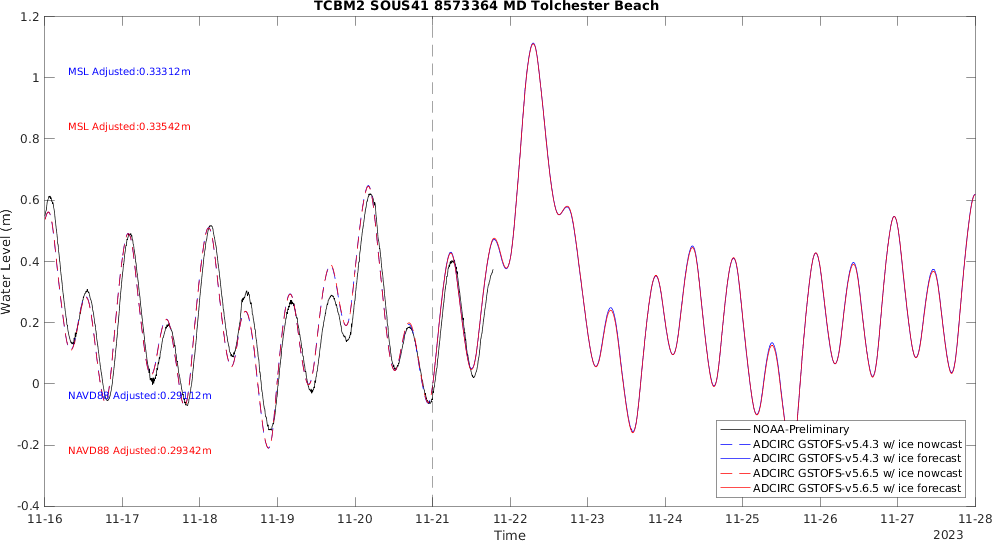 TCBM2 SOUS41 8573364 MD Tolchester Beach
Water Level (m)
1.2
1
0.8
0.6
0.4
0.2
0
-0.2
-0.4
MSL Adjusted:0.33312m
MSL Adjusted:0.33542m
NAVD88 Adjusted:0.29112m
NAVD88 Adjusted:0.29342m
NOAA-Preliminary
ADCIRC GSTOFS-v5.4.3 w/ ice nowcast
ADCIRC GSTOFS-v5.4.3 w/ ice forecast
ADCIRC GSTOFS-v5.6.5 w/ ice nowcast
ADCIRC GSTOFS-v5.6.5 w/ ice forecast
11-16 11-17 11-18 11-19 11-20 11-21 11-22 11-23 11-24 11-25 11-26 11-27 11-28
Time
2023